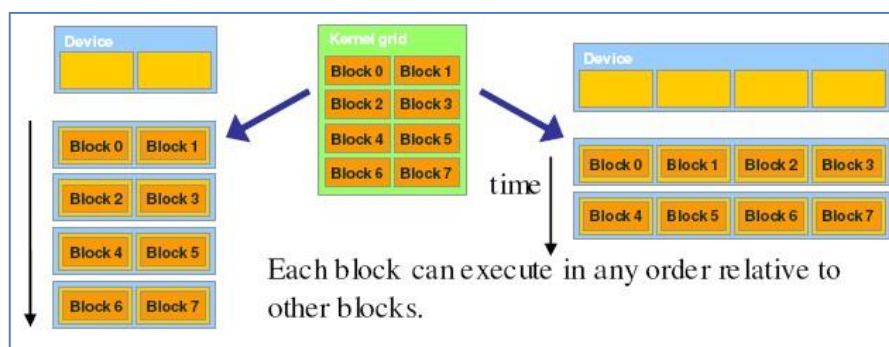 Device
Kernel grid
Device
Block 0 Block 1
Block 2 Block 3
Block 4 Block 5
Block 6 Block 7
Block 0 Block 1
Block 2 Block 3
Block 4 Block 5
Block 6 Block 7
time
Block 0 Block 1 Block 2 Block 3
Block 4 Block 5 Block 6 Block 7
Each block can execute in any order relative to
other blocks.